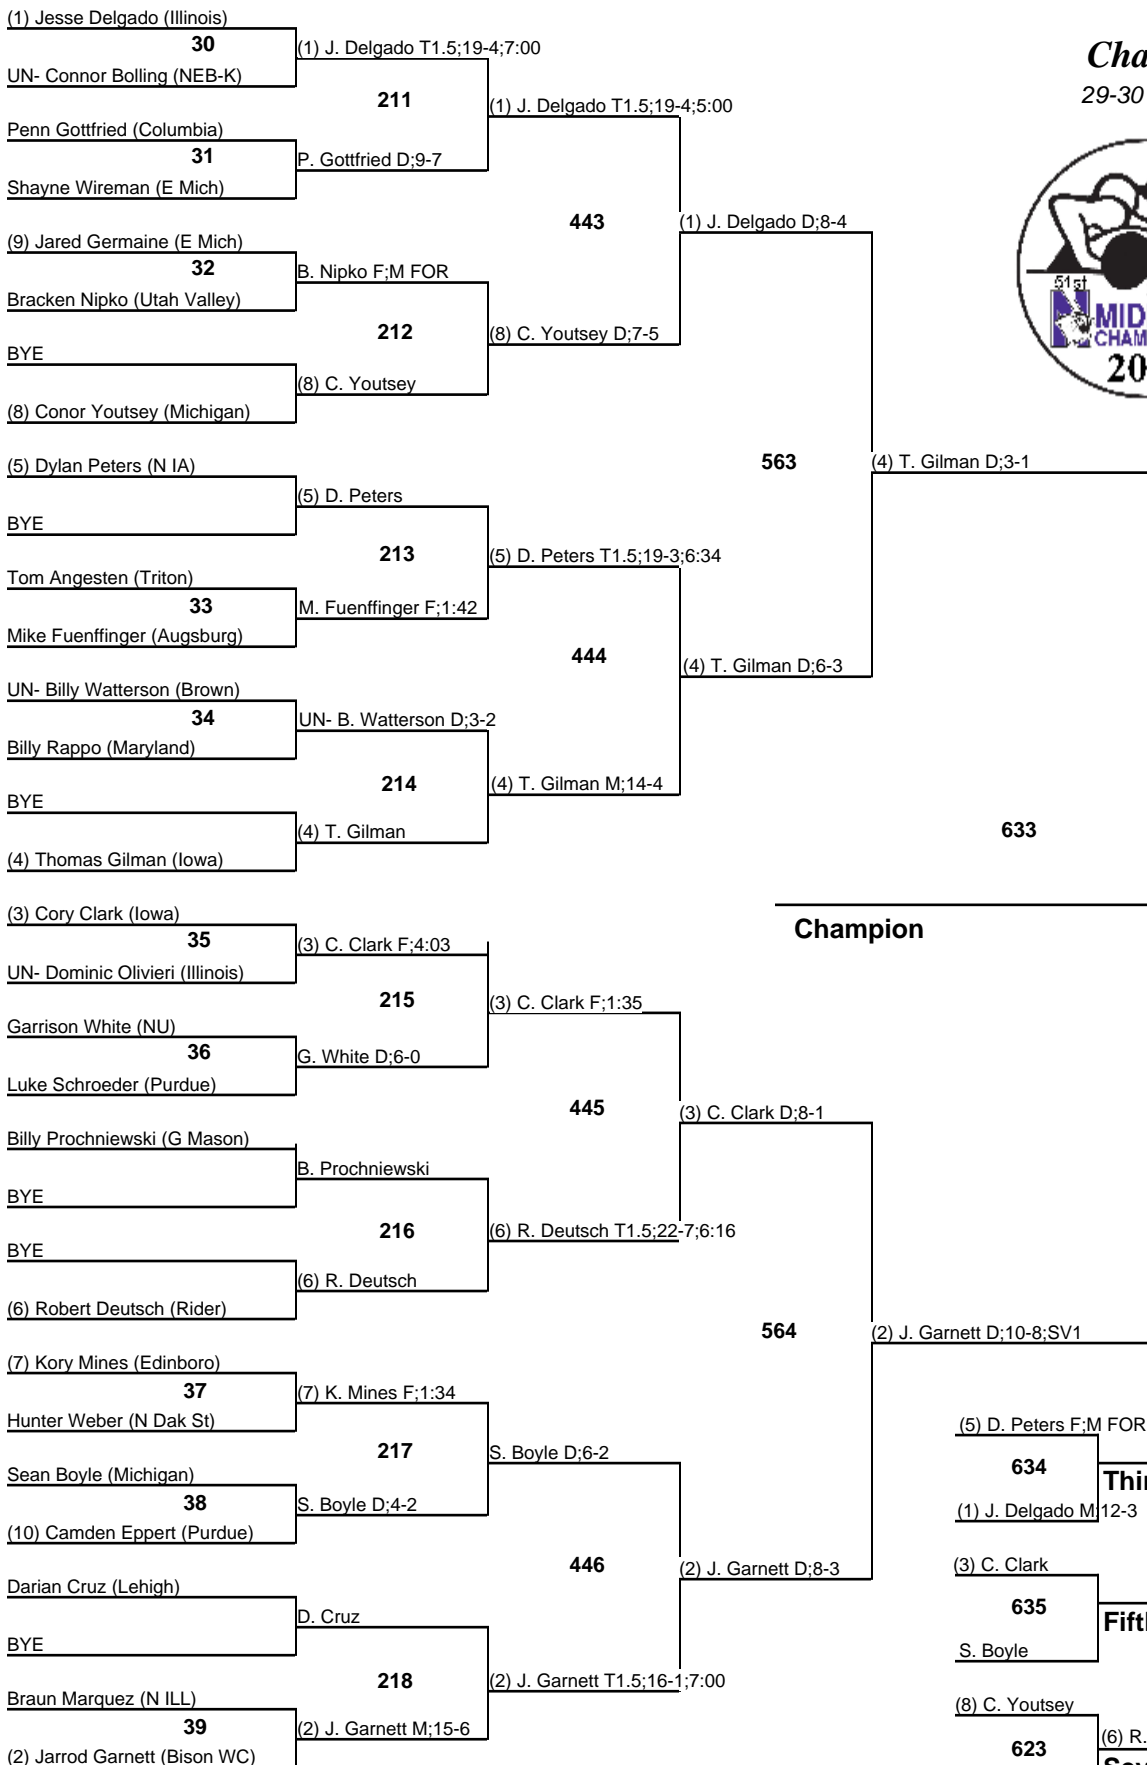 (1) Jesse Delgado (Illinois)
30
UN- Connor Bolling (NEB-K)
(1) J. Delgado T1.5;19-4;7:00
211
(1) J. Delgado T1.5;19-4;5:00
Penn Gottfried (Columbia)
31
Shayne Wireman (E Mich)
P. Gottfried D;9-7
443
(1) J. Delgado D;8-4
(9) Jared Germaine (E Mich)
32
Bracken Nipko (Utah Valley)
B. Nipko F;M FOR
212
(8) C. Youtsey D;7-5
BYE
(8) C. Youtsey
(8) Conor Youtsey (Michigan)
563
(4) T. Gilman D;3-1
(5) Dylan Peters (N IA)
(5) D. Peters
BYE
213
(5) D. Peters T1.5;19-3;6:34
Tom Angesten (Triton)
33
Mike Fuenffinger (Augsburg)
M. Fuenffinger F;1:42
444
(4) T. Gilman D;6-3
UN- Billy Watterson (Brown)
34
Billy Rappo (Maryland)
UN- B. Watterson D;3-2
214
(4) T. Gilman M;14-4
BYE
(4) T. Gilman
(4) Thomas Gilman (Iowa)
633
Champion
(3) Cory Clark (Iowa)
35
UN- Dominic Olivieri (Illinois)
(3) C. Clark F;4:03
215
(3) C. Clark F;1:35
Garrison White (NU)
36
Luke Schroeder (Purdue)
G. White D;6-0
445
(3) C. Clark D;8-1
Billy Prochniewski (G Mason)
B. Prochniewski
BYE
216
(6) R. Deutsch T1.5;22-7;6:16
BYE
(6) R. Deutsch
(6) Robert Deutsch (Rider)
564
(2) J. Garnett D;10-8;SV1
(7) Kory Mines (Edinboro)
37
Hunter Weber (N Dak St)
(7) K. Mines F;1:34
217
S. Boyle D;6-2
Sean Boyle (Michigan)
38
(10) Camden Eppert (Purdue)
S. Boyle D;4-2
446
(2) J. Garnett D;8-3
Darian Cruz (Lehigh)
D. Cruz
BYE
218
(2) J. Garnett T1.5;16-1;7:00
Braun Marquez (N ILL)
39
(2) Jarrod Garnett (Bison WC)
(2) J. Garnett M;15-6
Cha
29-30
51st
N
MID
CHAM
20
(5) D. Peters F;M FOR
634
Thi
(1) J. Delgado M;12-3
(3) C. Clark
635
Fift
S. Boyle
(8) C. Youtsey
623
(6) R.